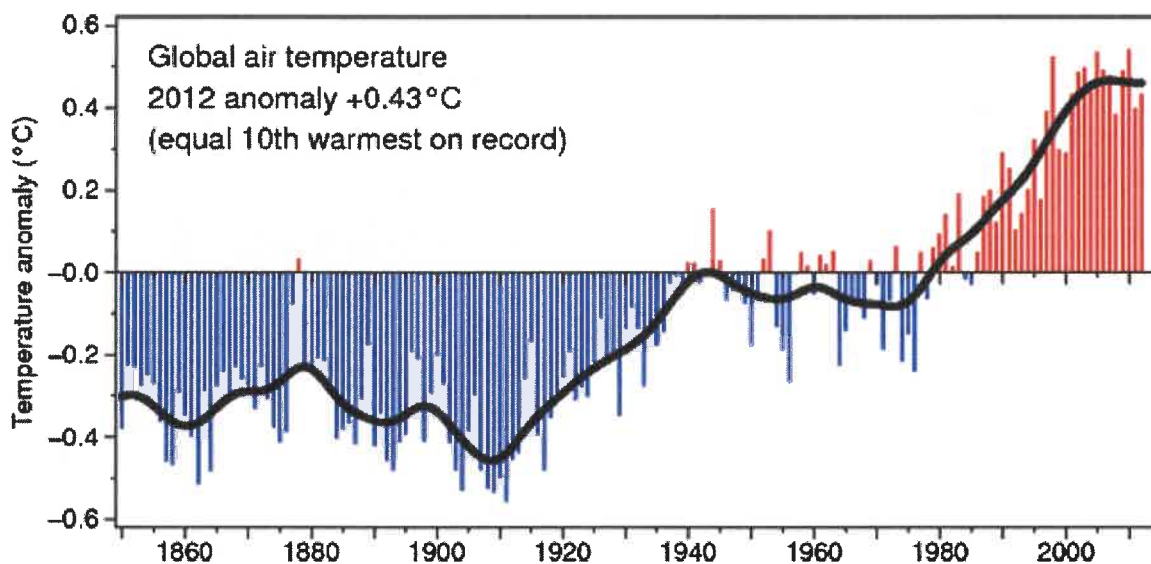 Global air temperature
2012 anomaly +0.43°C
(equal 10th warmest on record)
Temperature anomaly (°C)
0.6
0.4
0.2
−0.0
−0.2
−0.4
−0.6
1860 1880 1900 1920 1940 1960 1980 2000